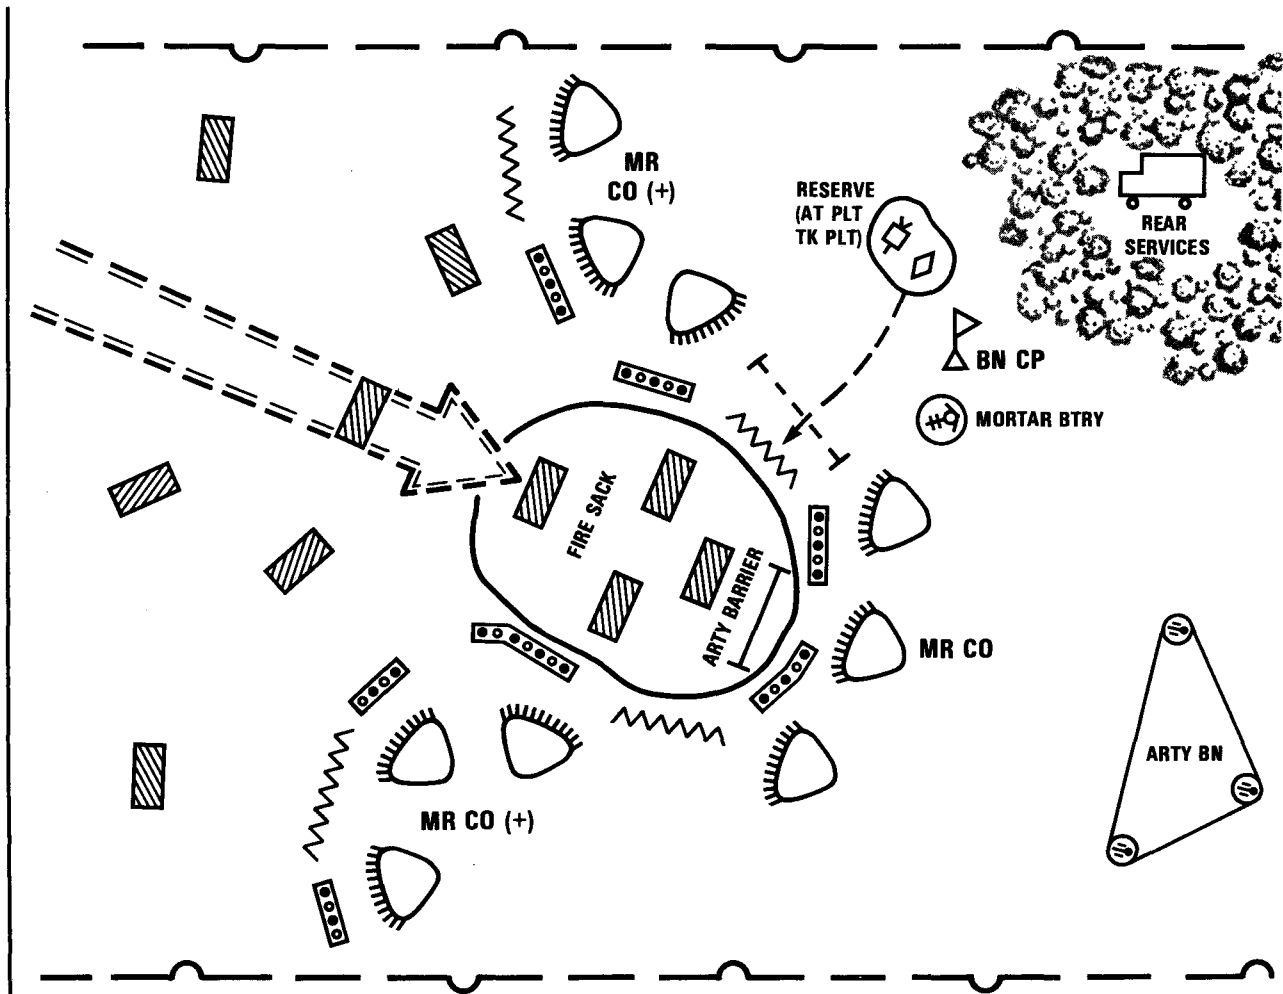 MR
CO (+)
RESERVE
(AT PLT
TK PLT)
REAR
SERVICES
BN CP
MORTAR BTRY
FIRE SACK
ARTY BARRIER
MR CO
ARTY BN
MR CO (+)